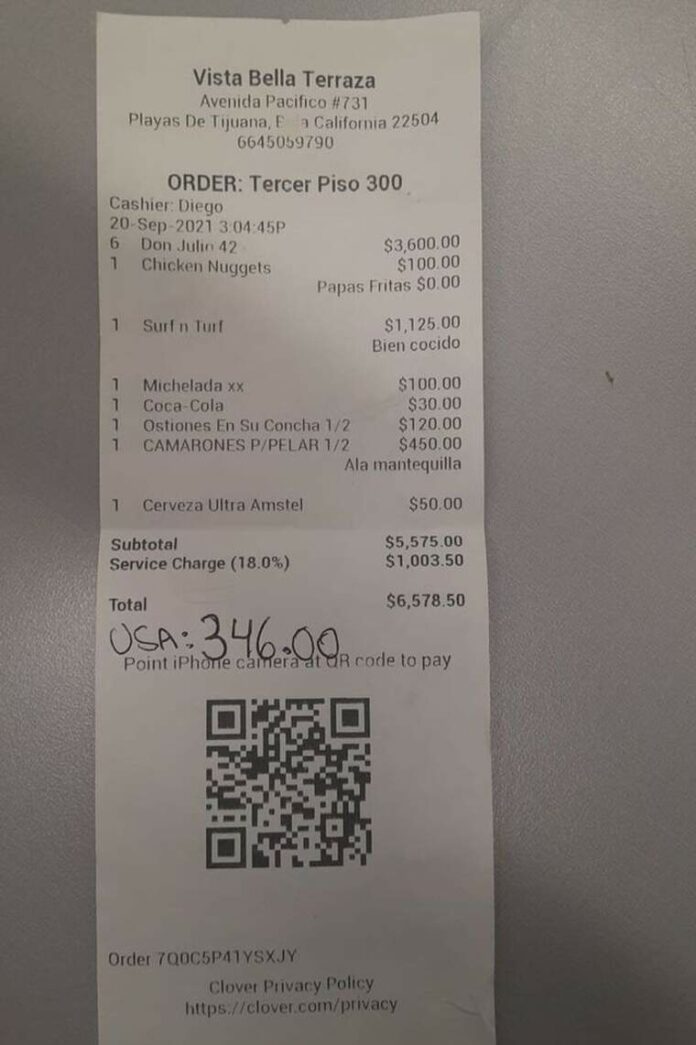 Vista Bella Terraza
Avenida Pacifico #731
Playas De Tijuana, California 22504
6645059790
ORDER: Tercer Piso 300
Cashier: Diego
20-Sep-2021 3:04:45P
6 Don Julio 42 $3,600.00
1 Chicken Nuggets $100.00
Papas Fritas $0.00
1 Surf n Turf $1,125.00
Bien cocido
1 Michelada xx $100.00
1 Coca-Cola $30.00
1 Ostiones En Su Concha 1/2 $120.00
1 CAMARONES P/PELAR 1/2 $450.00
Ala mantequilla
1 Cerveza Ultra Amstel $50.00
Subtotal $5,575.00
Service Charge (18.0%) $1,003.50
Total $6,578.50
USA: 346.00
Point iPhone camera at QR code to pay
Order 7Q0C5P41YSXJY
Clover Privacy Policy
https://clover.com/privacy